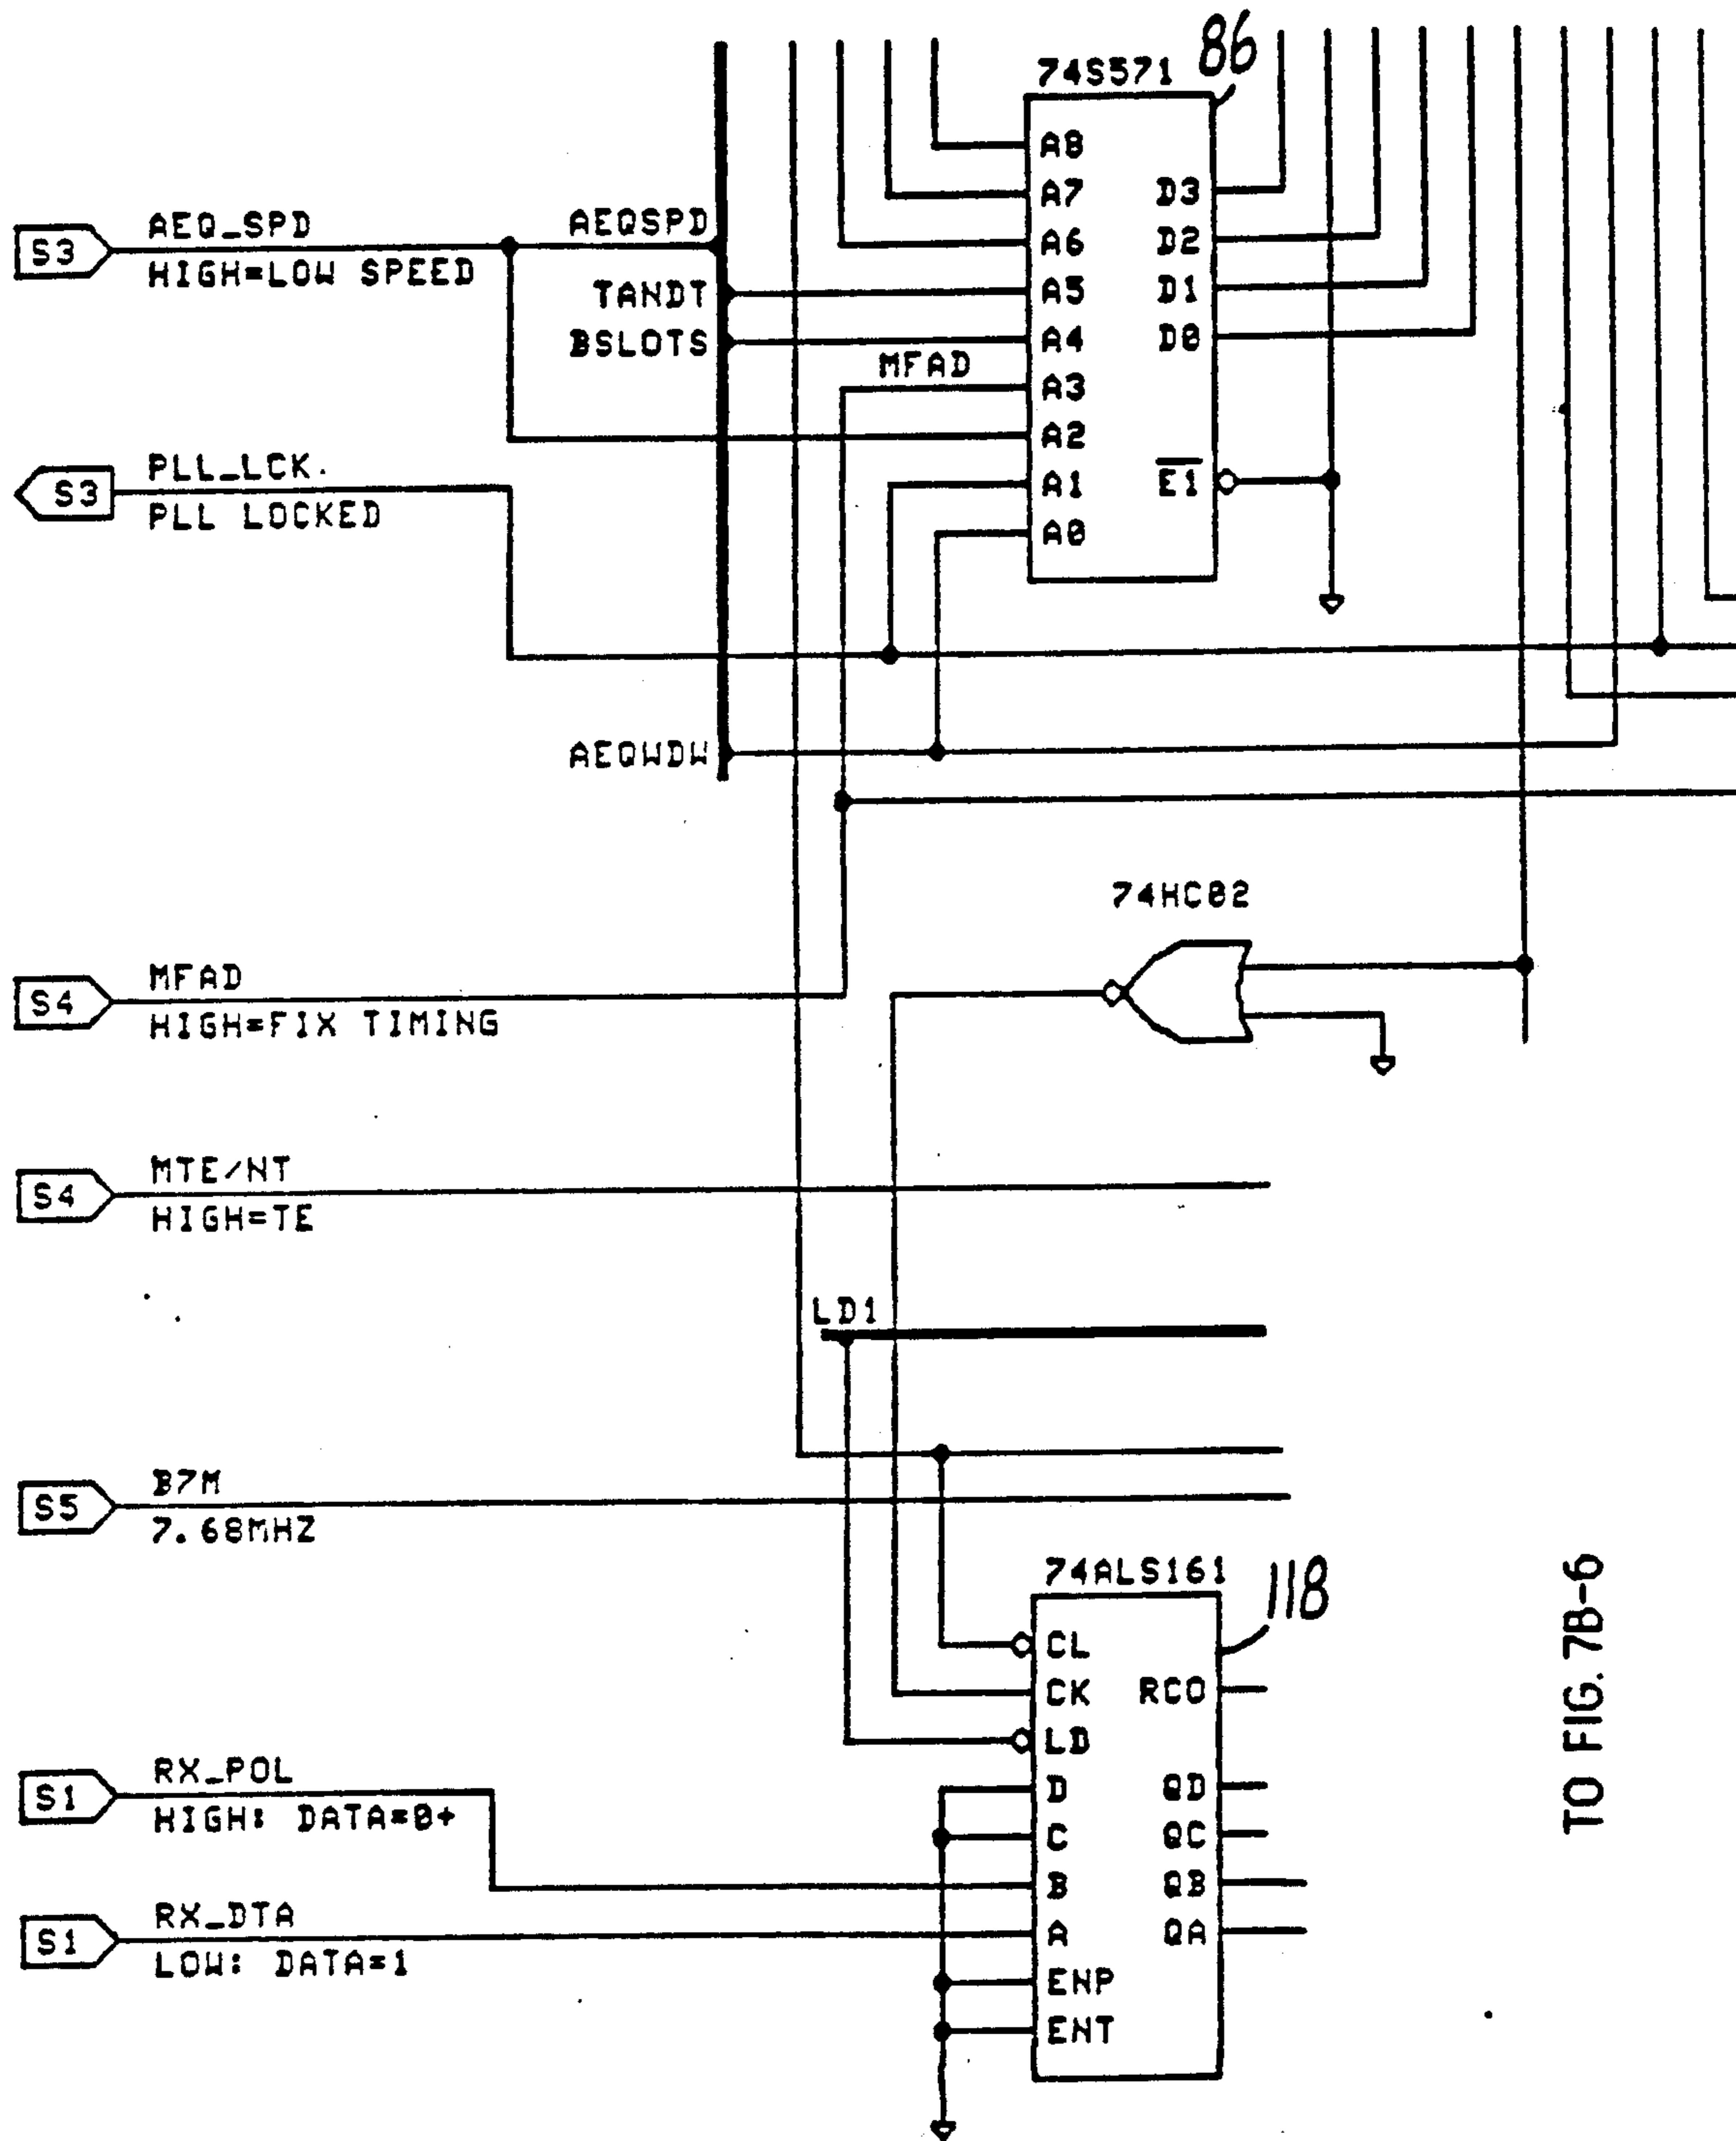 74S571
86
A8
A7
D3
A6
D2
A5
D1
A4
D0
A3
A2
A1
E1
A0
S3
AEQ_SPD
HIGH=LOW SPEED
AEQSPD
TANDT
BSLOTS
MFAD
S3
PLL_LCK
PLL LOCKED
AEQWDW
74HC02
S4
MFAD
HIGH=FIX TIMING
S4
MTE/NT
HIGH=TE
LD1
S5
B7M
7.68MHZ
74ALS161
118
CL
CK
RCO
LD
D
QD
C
QC
B
QB
A
QA
ENP
ENT
S1
RX_POL
HIGH: DATA=0+
S1
RX_DTA
LOW: DATA=1
TO FIG. 7B-6